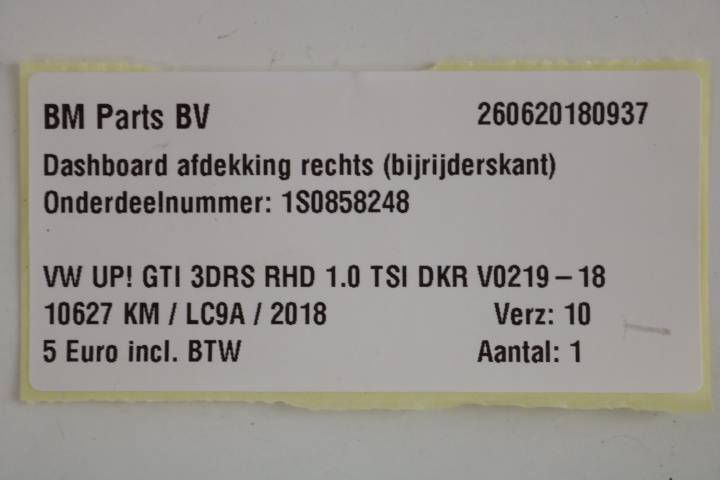 BM Parts BV 260620180937
Dashboard afdekking rechts (bijrijderskant)
Onderdeelnummer: 1S0858248
VW UP! GTI 3DRS RHD 1.0 TSI DKR V0219 – 18
10627 KM / LC9A / 2018 Verz: 10
5 Euro incl. BTW Aantal: 1